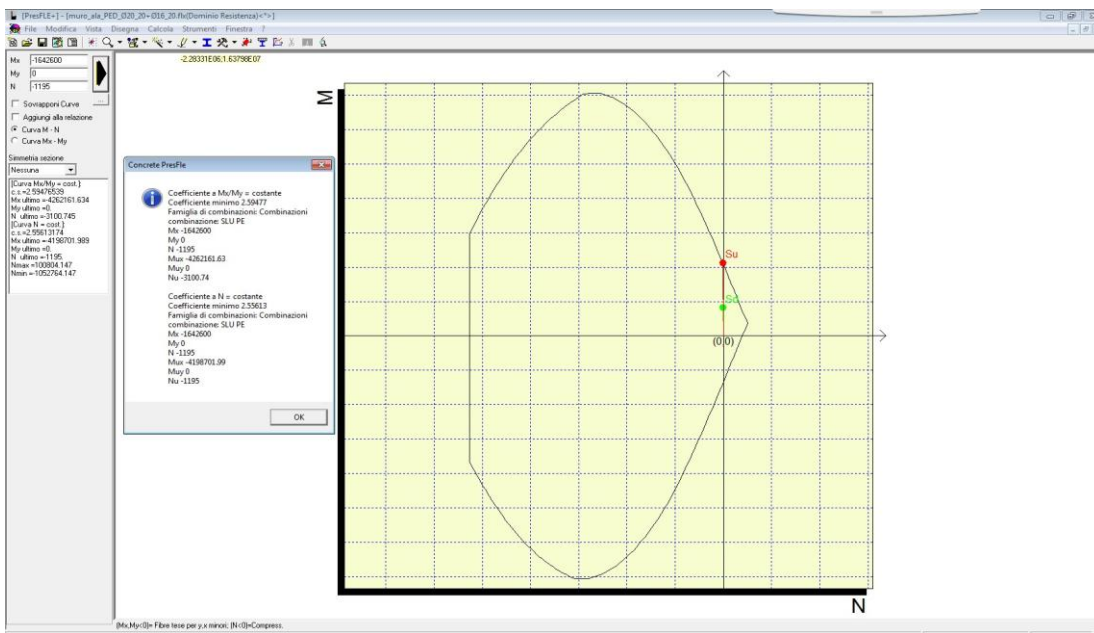 [PresFLE+] - [muro_ala_PED_Ø20_20+Ø16_20.flx(Dominio Resistenza)<*>]
File Modifica Vista Disegna Calcola Strumenti Finestra ?
Mx -1642600
My 0
N -1195
Sovrapponi Curve ...
Aggiungi alla relazione
Curva M - N
Curva Mx - My
Simmetria sezione
Nessuna
[Curva Mx/My = cost.]:
c.s.=2.59476539
Mx ultimo =-4262161.634
My ultimo =0.
N ultimo =-3100.745
[Curva N = cost.]:
c.s.=2.55613174
Mx ultimo =-4198701.989
My ultimo =0.
N ultimo =-1195.
Nmax =100804.147
Nmin =-1052764.147
-2.28331E06;1.63798E07
M
Su
Sd
(0,0)
N
Concrete PresFle
Coefficiente a Mx/My = costante
Coefficiente minimo 2.59477
Famiglia di combinazioni: Combinazioni
combinazione: SLU PE
Mx -1642600
My 0
N -1195
Mux -4262161.63
Muy 0
Nu -3100.74
Coefficiente a N = costante
Coefficiente minimo 2.55613
Famiglia di combinazioni: Combinazioni
combinazione: SLU PE
Mx -1642600
My 0
N -1195
Mux -4198701.99
Muy 0
Nu -1195
OK
(Mx,My<0)= Fibre tese per y,x minori; (N<0)=Compress.